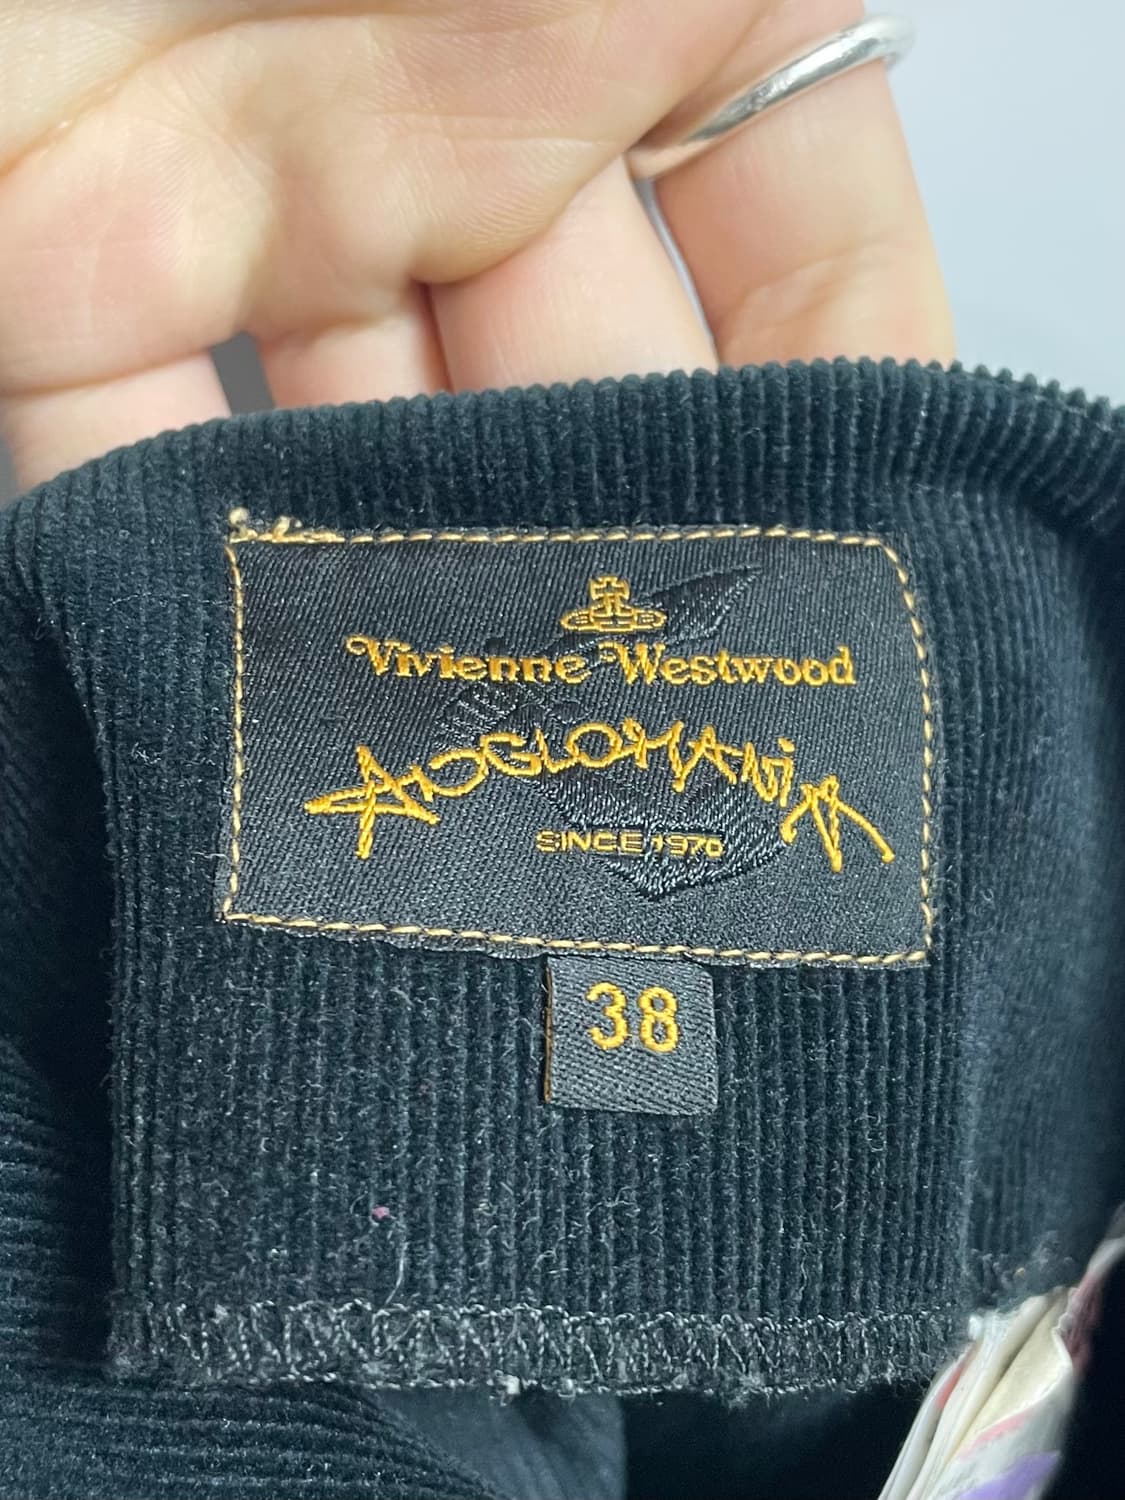 Vivienne Westwood
ANGLOMANIA
SINCE 1970
38